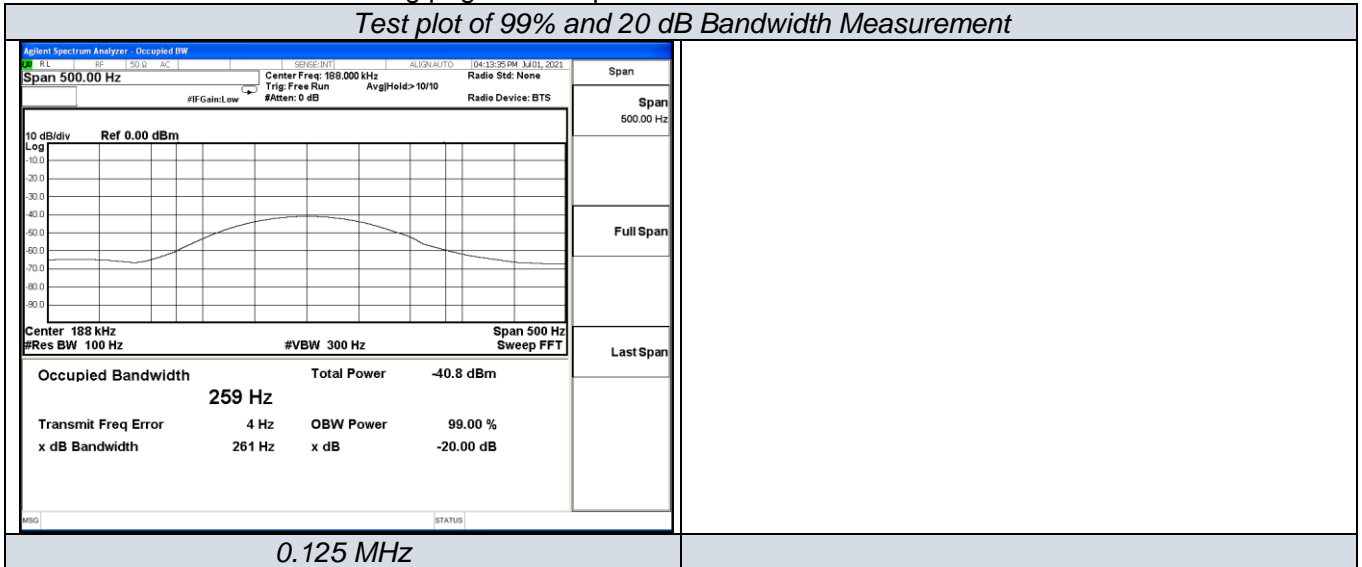 Test plot of 99% and 20 dB Bandwidth Measurement
Agilent Spectrum Analyzer - Occupied BW
RL RF 50 Ω AC SENSE:INT ALIGN AUTO 04:13:35 PM Jul 01, 2021
Span 500.00 Hz Center Freq: 188.000 kHz Radio Std: None
Trig: Free Run Avg|Hold:> 10/10
#IFGain:Low #Atten: 0 dB Radio Device: BTS
Span
Span
500.00 Hz
10 dB/div Ref 0.00 dBm
Log
-10.0
-20.0
-30.0
-40.0
-50.0
-60.0
-70.0
-80.0
-90.0
Full Span
Center 188 kHz Span 500 Hz
#Res BW 100 Hz #VBW 300 Hz Sweep FFT
Last Span
Occupied Bandwidth Total Power -40.8 dBm
259 Hz
Transmit Freq Error 4 Hz OBW Power 99.00 %
x dB Bandwidth 261 Hz x dB -20.00 dB
MSG STATUS
0.125 MHz